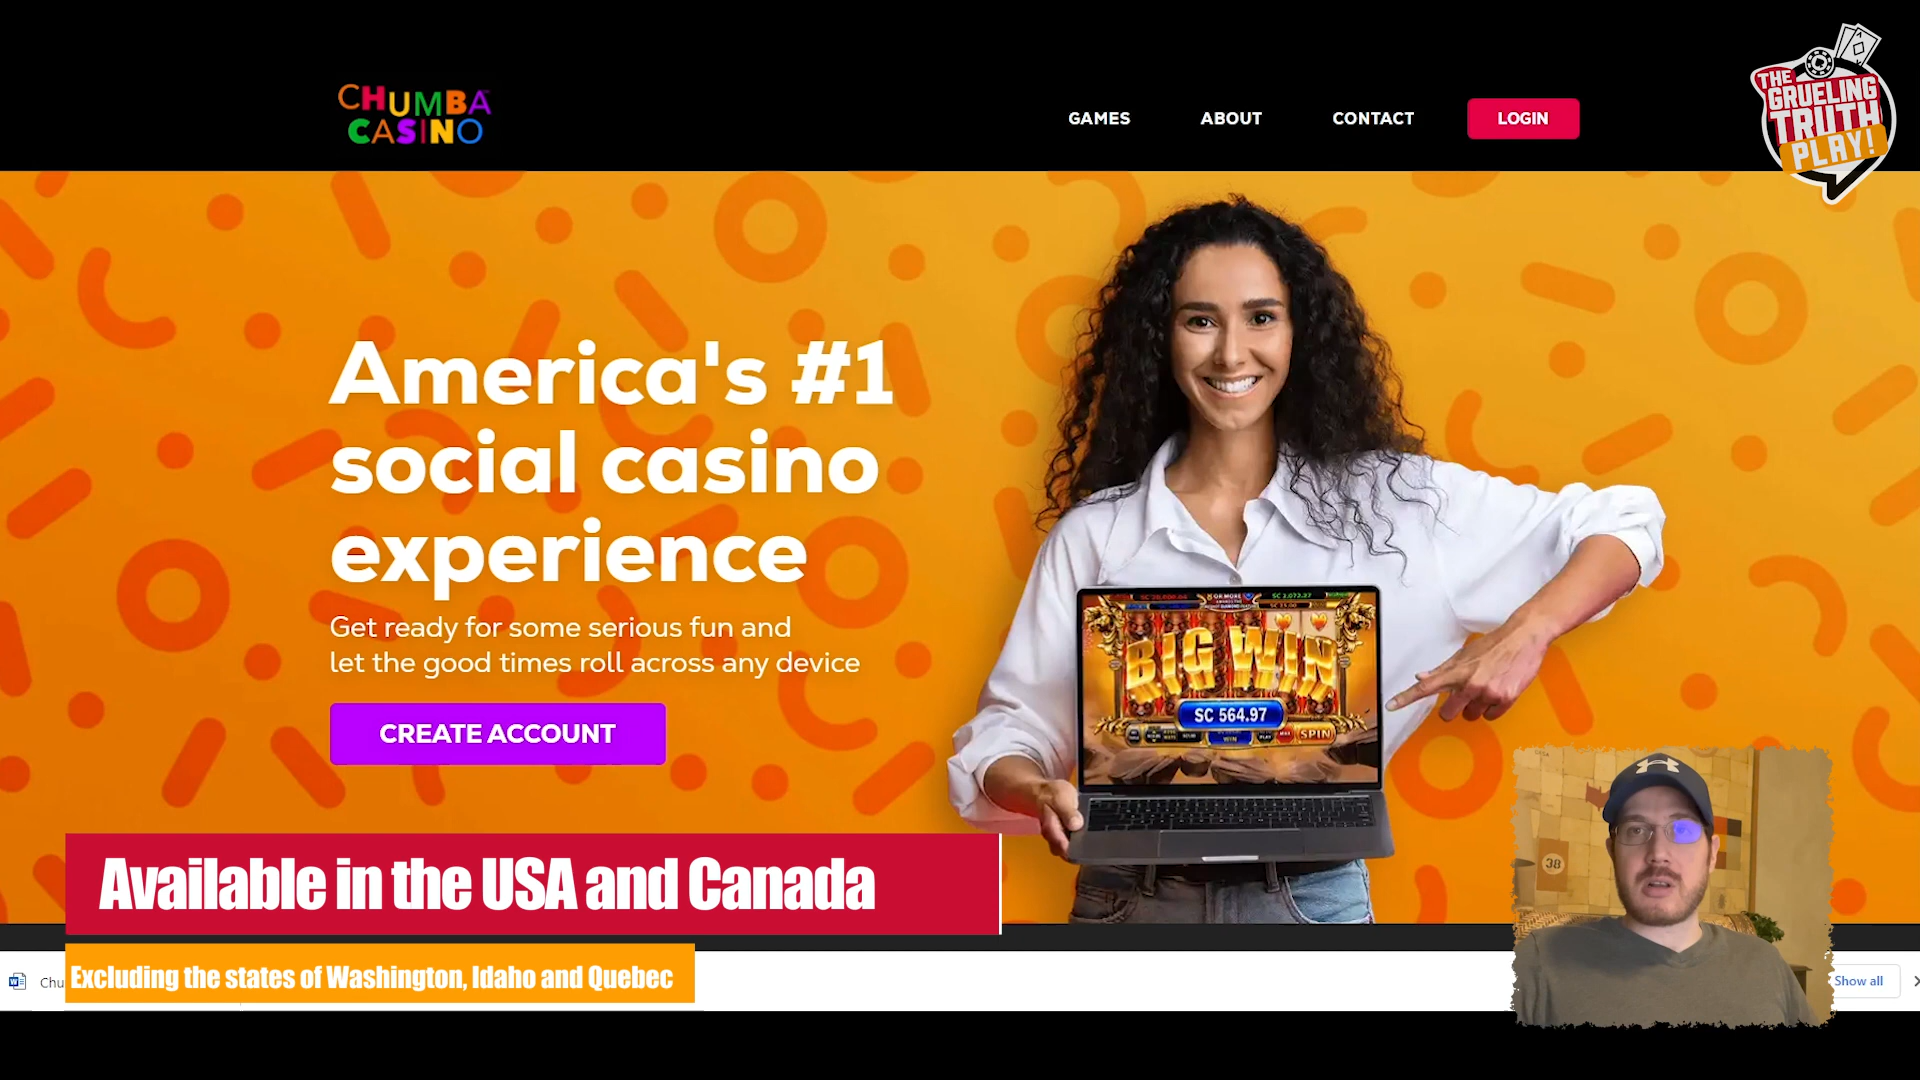 CHUMBA
CASINO
GAMES
ABOUT
CONTACT
LOGIN
THE
GRUELING
TRUTH
PLAY!
America's #1
social casino
experience
Get ready for some serious fun and
let the good times roll across any device
CREATE ACCOUNT
BIG WIN
SC 564.97
SPIN
38
Available in the USA and Canada
Excluding the states of Washington, Idaho and Quebec
Chu
Show all